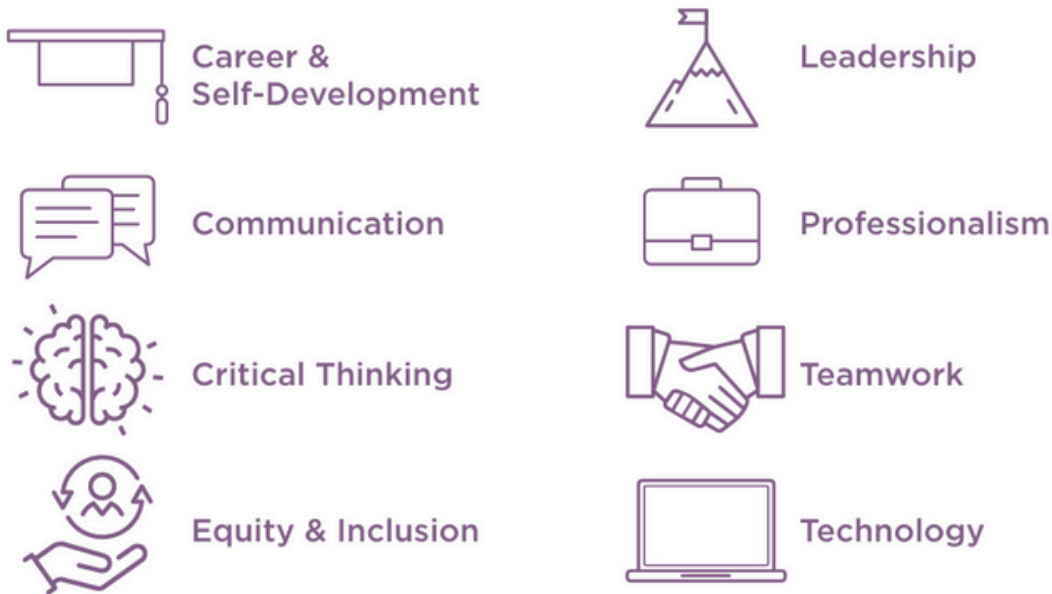 Career &
Self-Development
Communication
Critical Thinking
Equity & Inclusion
Leadership
Professionalism
Teamwork
Technology